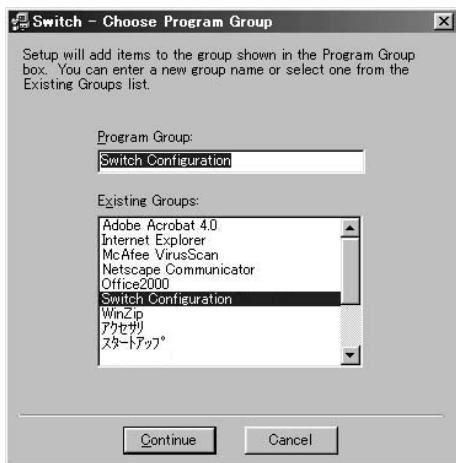 Switch - Choose Program Group
Setup will add items to the group shown in the Program Group
box. You can enter a new group name or select one from the
Existing Groups list.
Program Group:
Switch Configuration
Existing Groups:
Adobe Acrobat 4.0
Internet Explorer
McAfee VirusScan
Netscape Communicator
Office2000
Switch Configuration
WinZip
アクセサリ
スタートアップ
Continue
Cancel